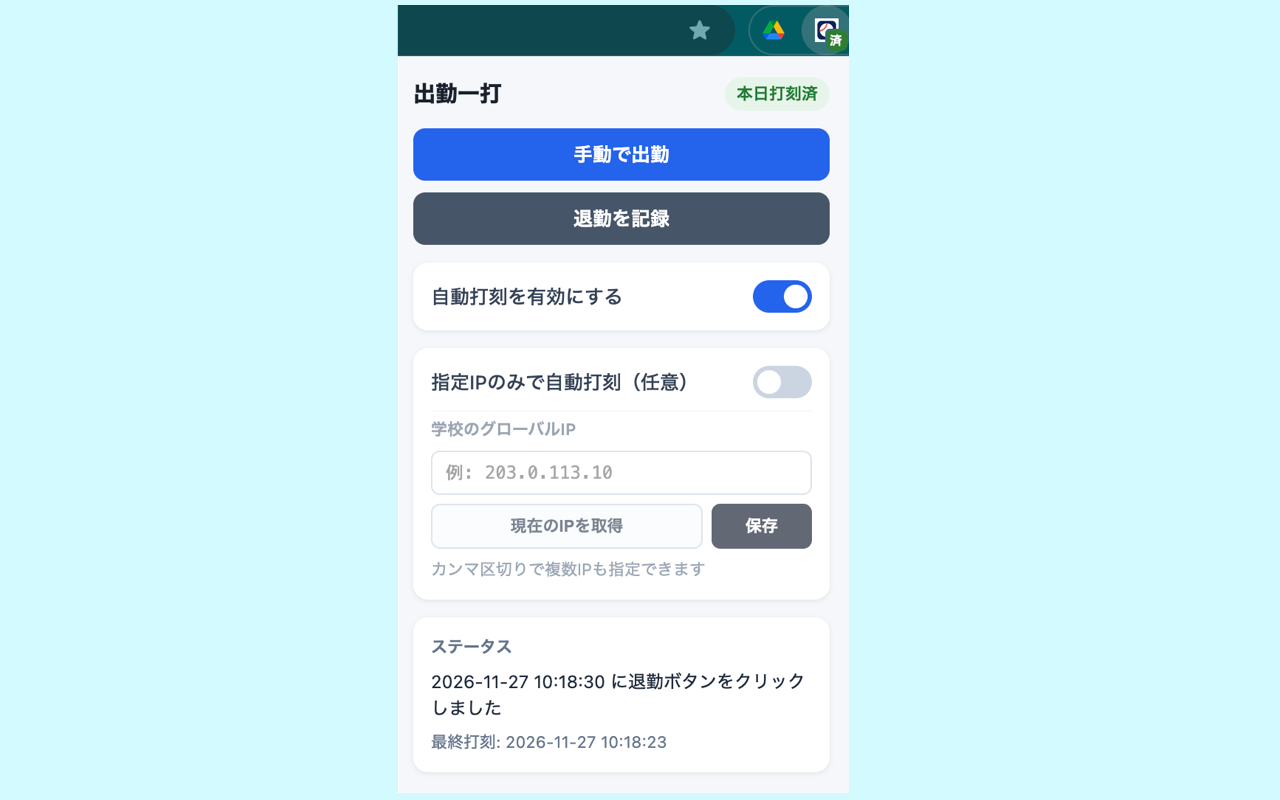 済
出勤一打
本日打刻済
手動で出勤
退勤を記録
自動打刻を有効にする
指定IPのみで自動打刻（任意）
学校のグローバルIP
例: 203.0.113.10
現在のIPを取得
保存
カンマ区切りで複数IPも指定できます
ステータス
2026-11-27 10:18:30 に退勤ボタンをクリック
しました
最終打刻: 2026-11-27 10:18:23